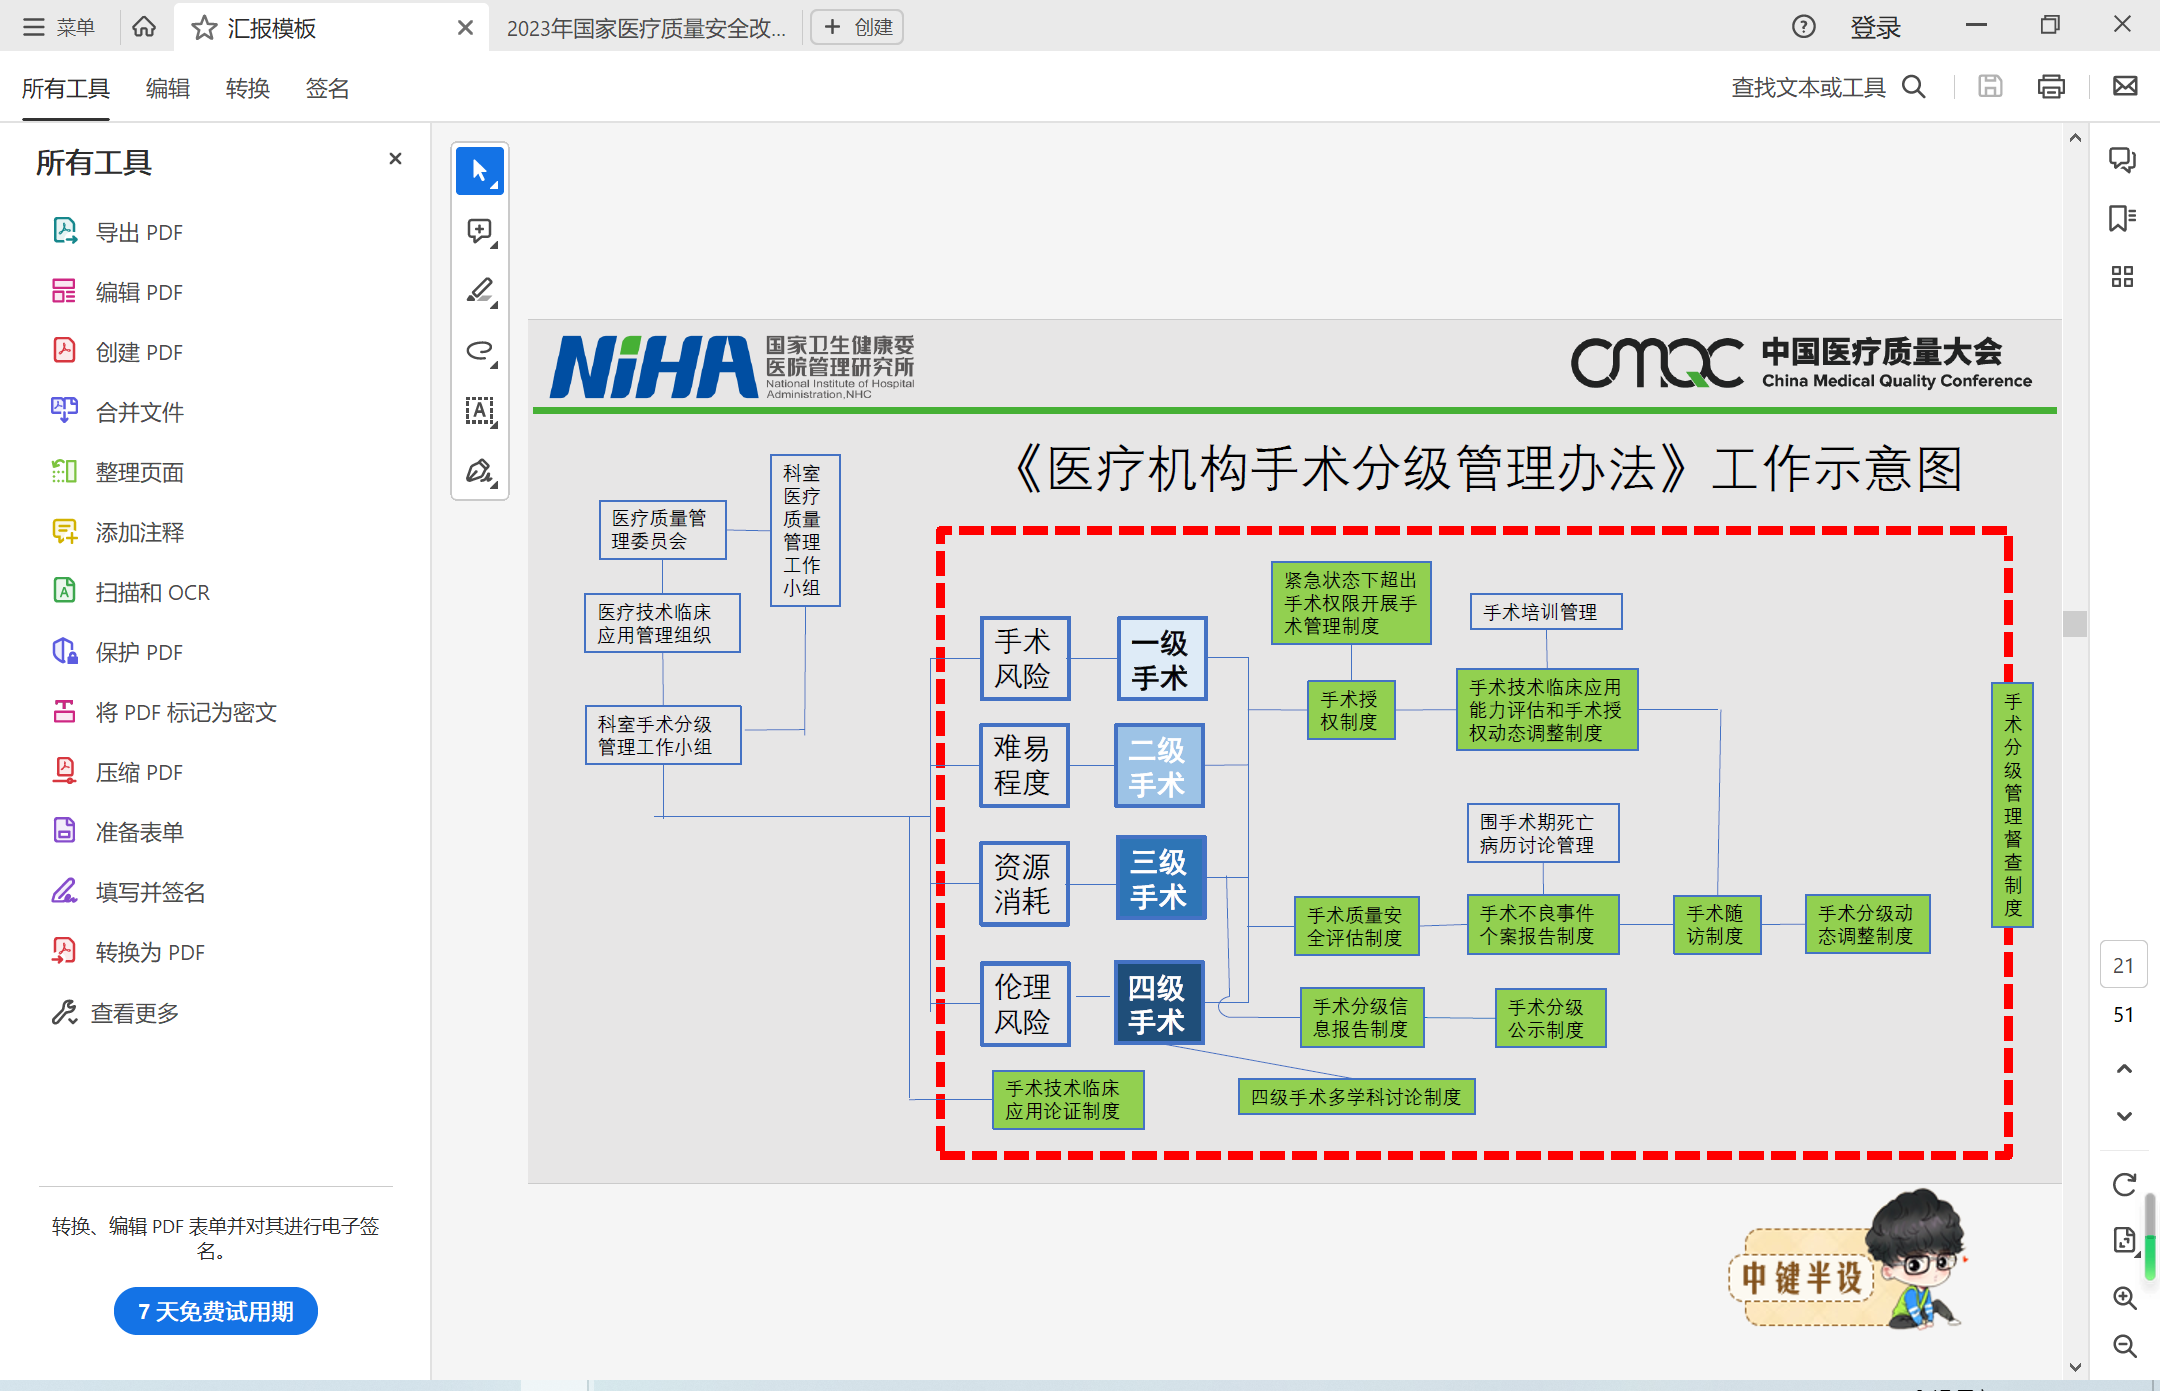 菜单
汇报模板
2023年国家医疗质量安全改...
创建
登录
所有工具
编辑
转换
签名
查找文本或工具
所有工具
导出 PDF
编辑 PDF
创建 PDF
合并文件
整理页面
添加注释
扫描和 OCR
保护 PDF
将 PDF 标记为密文
压缩 PDF
准备表单
填写并签名
转换为 PDF
查看更多
转换、编辑 PDF 表单并对其进行电子签
名。
7 天免费试用期
NiHA
国家卫生健康委
医院管理研究所
National Institute of Hospital
Administration,NHC
CMQC
中国医疗质量大会
China Medical Quality Conference
《医疗机构手术分级管理办法》工作示意图
医疗质量管
理委员会
科室
医疗
质量
管理
工作
小组
医疗技术临床
应用管理组织
科室手术分级
管理工作小组
手术
风险
一级
手术
难易
程度
二级
手术
资源
消耗
三级
手术
伦理
风险
四级
手术
紧急状态下超出
手术权限开展手
术管理制度
手术培训管理
手术授
权制度
手术技术临床应用
能力评估和手术授
权动态调整制度
围手术期死亡
病历讨论管理
手术质量安
全评估制度
手术不良事件
个案报告制度
手术随
访制度
手术分级动
态调整制度
手术分级信
息报告制度
手术分级
公示制度
手术技术临床
应用论证制度
四级手术多学科讨论制度
手
术
分
级
管
理
督
查
制
度
中键半设
21
51